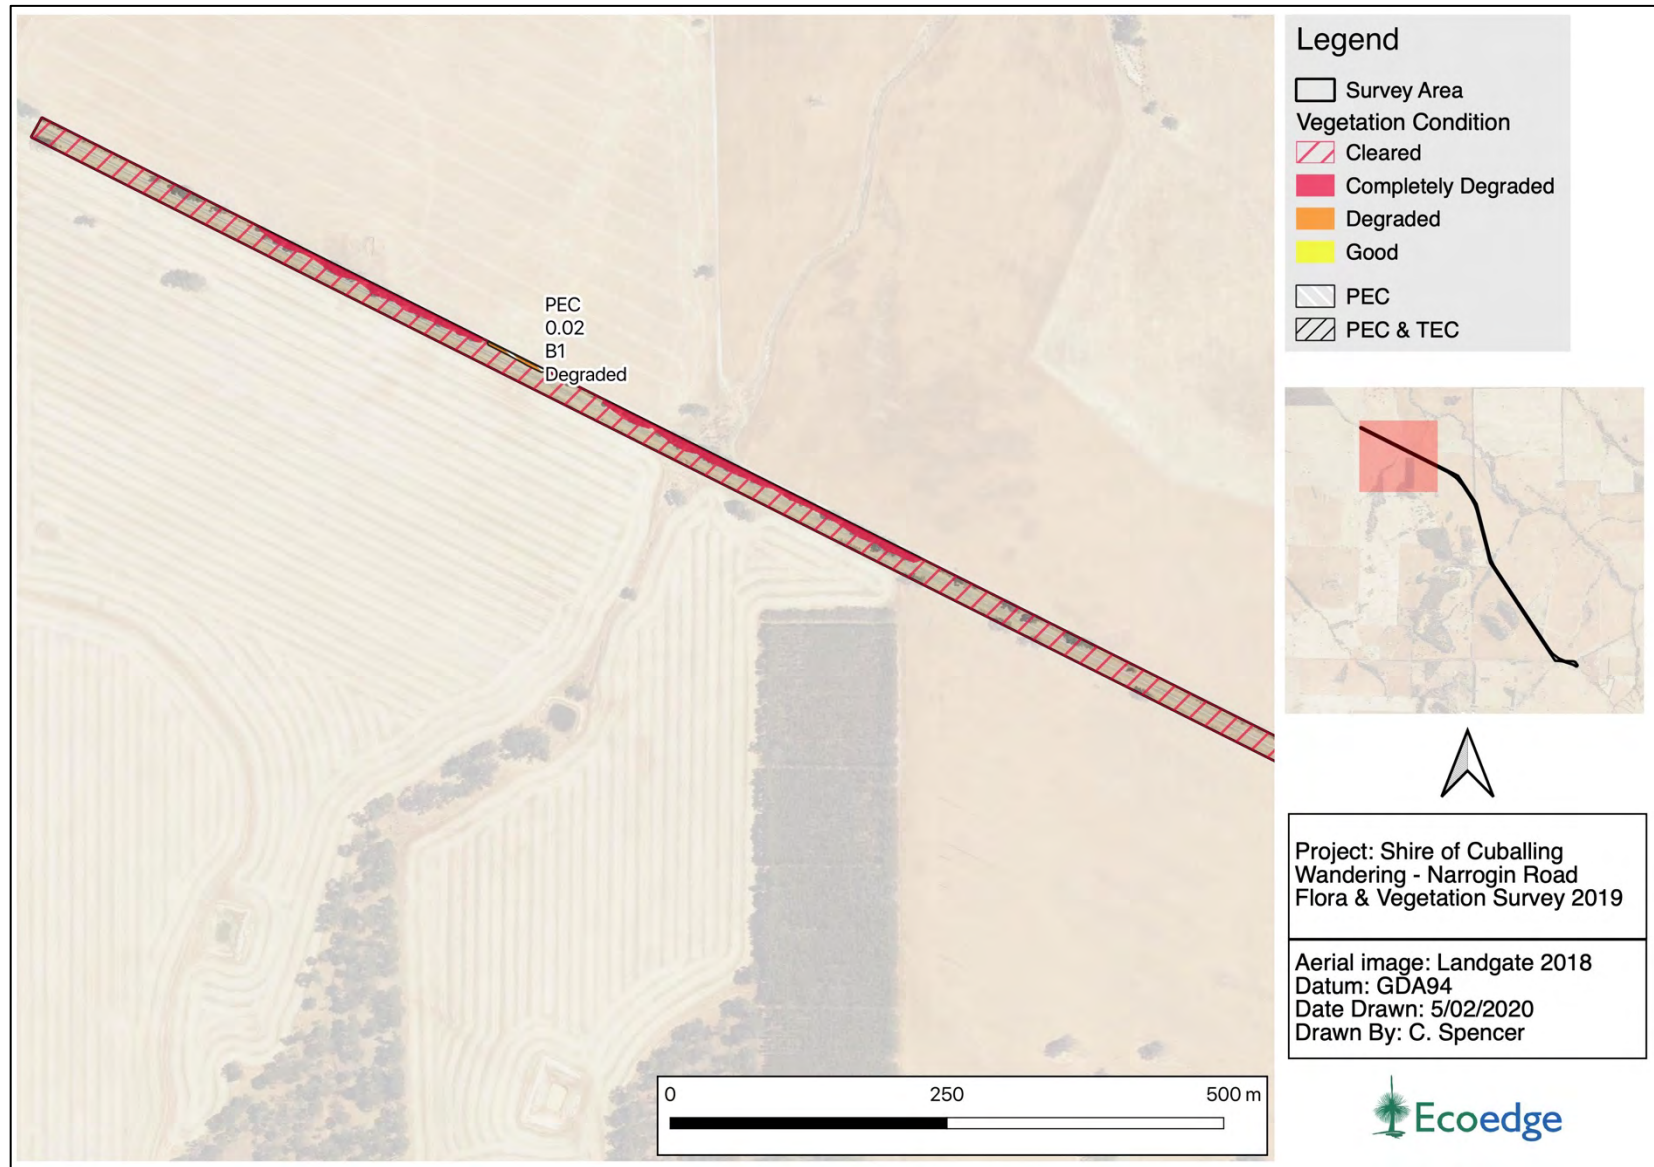 PEC
0.02
B1
Degraded
0 250 500 m
Legend
Survey Area
Vegetation Condition
Cleared
Completely Degraded
Degraded
Good
PEC
PEC & TEC
Project: Shire of Cuballing
Wandering - Narrogin Road
Flora & Vegetation Survey 2019
Aerial image: Landgate 2018
Datum: GDA94
Date Drawn: 5/02/2020
Drawn By: C. Spencer
Ecoedge